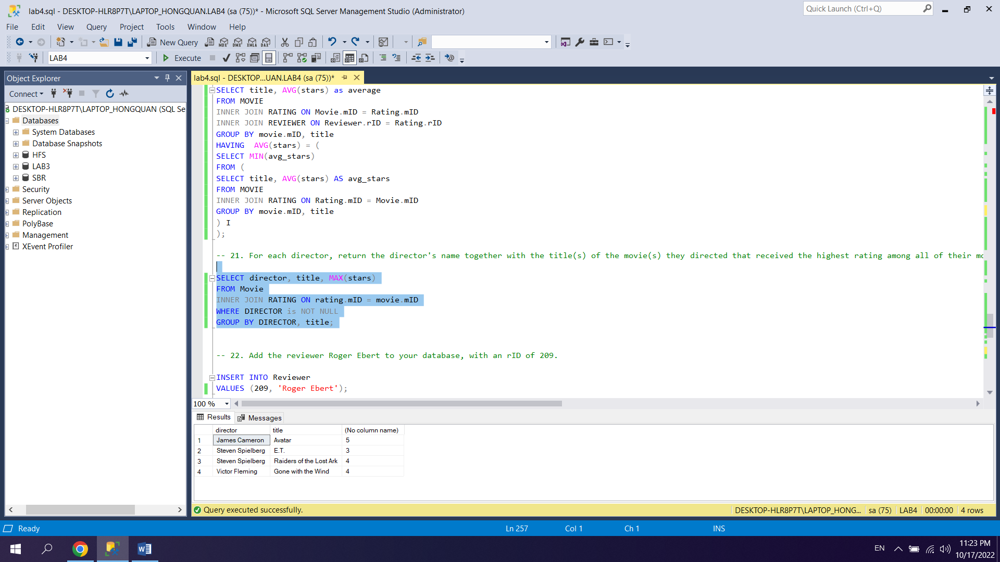 lab4.sql - DESKTOP-HLR8P7T\LAPTOP_HONGQUAN.LAB4 (sa (75))* - Microsoft SQL Server Management Studio (Administrator)
Quick Launch (Ctrl+Q)
File Edit View Query Project Tools Window Help
New Query MDX DMX XMLA DAX
LAB4 Execute
Object Explorer
Connect
DESKTOP-HLR8P7T\LAPTOP_HONGQUAN (SQL Se
Databases
System Databases
Database Snapshots
HFS
LAB3
SBR
Security
Server Objects
Replication
PolyBase
Management
XEvent Profiler
lab4.sql - DESKTOP...UAN.LAB4 (sa (75))*
SELECT title, AVG(stars) as average
FROM MOVIE
INNER JOIN RATING ON Movie.mID = Rating.mID
INNER JOIN REVIEWER ON Reviewer.rID = Rating.rID
GROUP BY movie.mID, title
HAVING  AVG(stars) = (
SELECT MIN(avg_stars)
FROM (
SELECT title, AVG(stars) AS avg_stars
FROM MOVIE
INNER JOIN RATING ON Rating.mID = Movie.mID
GROUP BY movie.mID, title
) I
);
-- 21. For each director, return the director's name together with the title(s) of the movie(s) they directed that received the highest rating among all of their mo
SELECT director, title, MAX(stars)
FROM Movie
INNER JOIN RATING ON rating.mID = movie.mID
WHERE DIRECTOR is NOT NULL
GROUP BY DIRECTOR, title;
-- 22. Add the reviewer Roger Ebert to your database, with an rID of 209.
INSERT INTO Reviewer
VALUES (209, 'Roger Ebert');
100 %
Results Messages
director title (No column name)
1 James Cameron Avatar 5
2 Steven Spielberg E.T. 3
3 Steven Spielberg Raiders of the Lost Ark 4
4 Victor Fleming Gone with the Wind 4
Query executed successfully.
DESKTOP-HLR8P7T\LAPTOP_HONG... sa (75) LAB4 00:00:00 4 rows
Ready Ln 257 Col 1 Ch 1 INS
EN
11:23 PM
10/17/2022